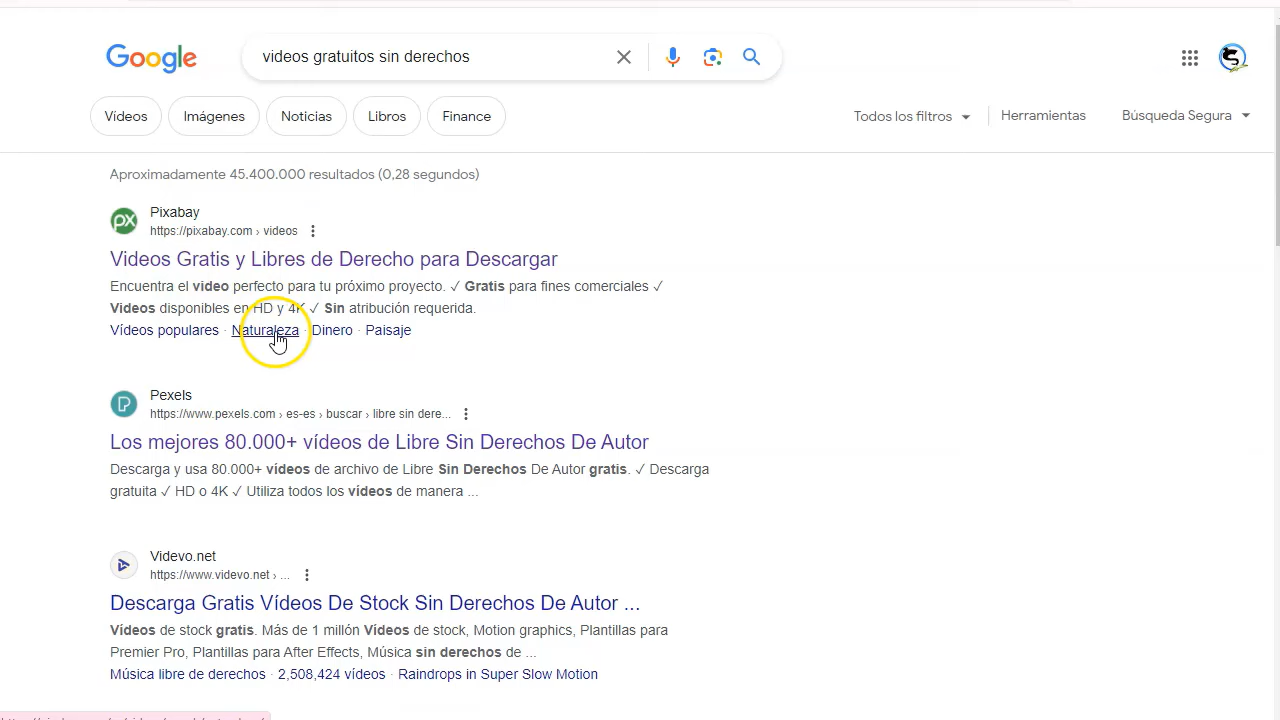 Google
videos gratuitos sin derechos
Vídeos
Imágenes
Noticias
Libros
Finance
Todos los filtros
Herramientas
Búsqueda Segura
Aproximadamente 45.400.000 resultados (0,28 segundos)
px
Pixabay
https://pixabay.com › videos
Videos Gratis y Libres de Derecho para Descargar
Encuentra el video perfecto para tu próximo proyecto. ✓ Gratis para fines comerciales ✓
Videos disponibles en HD y 4K ✓ Sin atribución requerida.
Vídeos populares · Naturaleza · Dinero · Paisaje
Pexels
https://www.pexels.com › es-es › buscar › libre sin dere...
Los mejores 80.000+ vídeos de Libre Sin Derechos De Autor
Descarga y usa 80.000+ vídeos de archivo de Libre Sin Derechos De Autor gratis. ✓ Descarga
gratuita ✓ HD o 4K ✓ Utiliza todos los vídeos de manera ...
Videvo.net
https://www.videvo.net › ...
Descarga Gratis Vídeos De Stock Sin Derechos De Autor ...
Vídeos de stock gratis. Más de 1 millón Vídeos de stock, Motion graphics, Plantillas para
Premier Pro, Plantillas para After Effects, Música sin derechos de ...
Música libre de derechos · 2,508,424 vídeos · Raindrops in Super Slow Motion